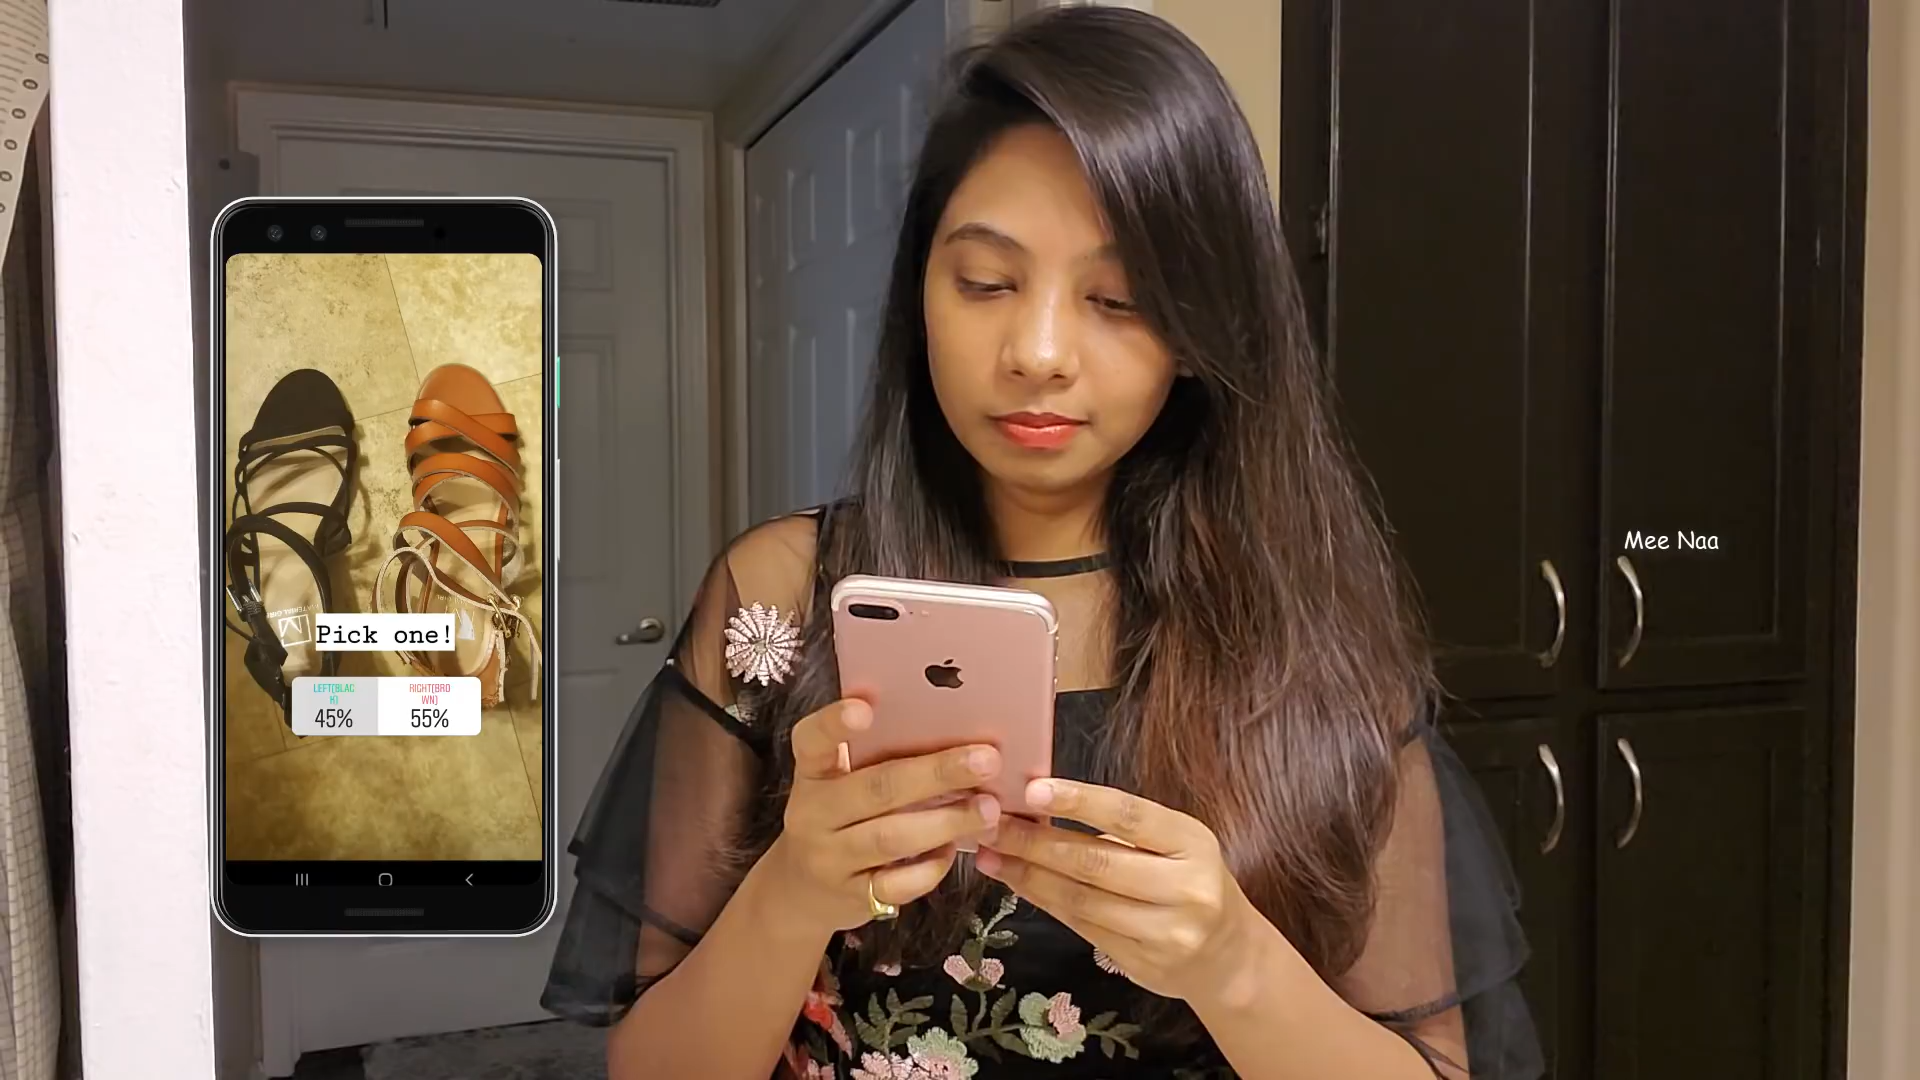 Pick one!
LEFT(BLAC
K)
45%
RIGHT(BRO
WN)
55%
Mee Naa